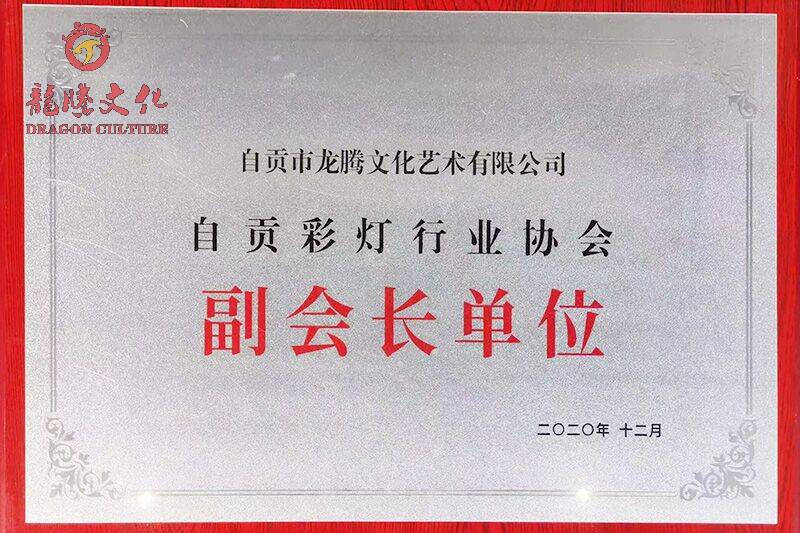 龍騰文化
DRAGON CULTURE
自贡市龙腾文化艺术有限公司
自贡彩灯行业协会
副会长单位
二〇二〇年 十二月